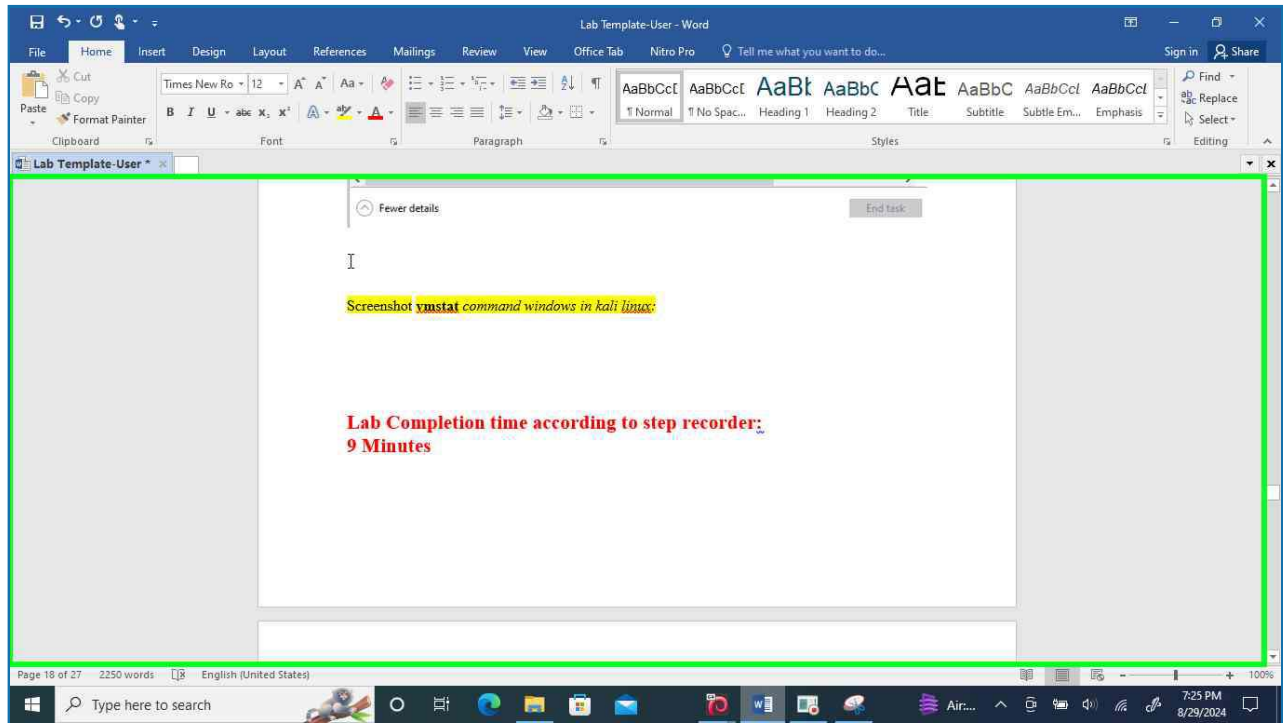 Lab Template-User - Word
File Home Insert Design Layout References Mailings Review View Office Tab Nitro Pro Tell me what you want to do... Sign in Share
Paste
Cut
Copy
Format Painter
Clipboard
Times New Ro 12
Font
Paragraph
AaBbCcD AaBbCcD AaBb AaBbC AaB AaBbC AaBbCcl AaBbCcl
¶ Normal ¶ No Spac... Heading 1 Heading 2 Title Subtitle Subtle Em... Emphasis
Styles
Find
Replace
Select
Editing
Lab Template-User *
Fewer details End task
Screenshot vmstat command windows in kali linux:
Lab Completion time according to step recorder:
9 Minutes
Page 18 of 27 2250 words English (United States) 100%
Type here to search Air:... 7:25 PM
8/29/2024